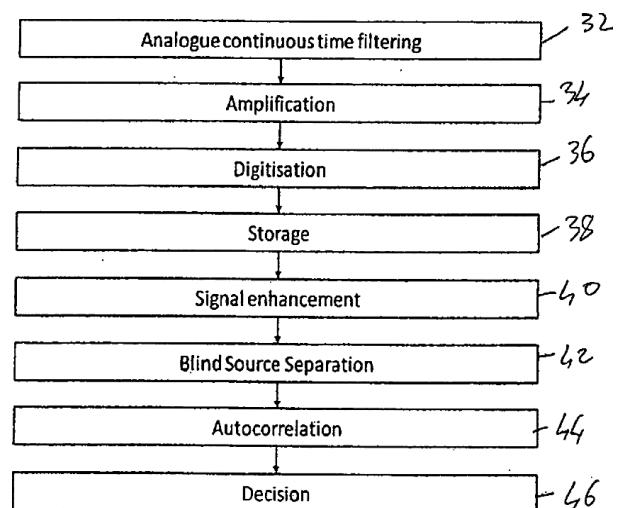 Analogue continuous time filtering 32
Amplification 34
Digitisation 36
Storage 38
Signal enhancement 40
Blind Source Separation 42
Autocorrelation 44
Decision 46